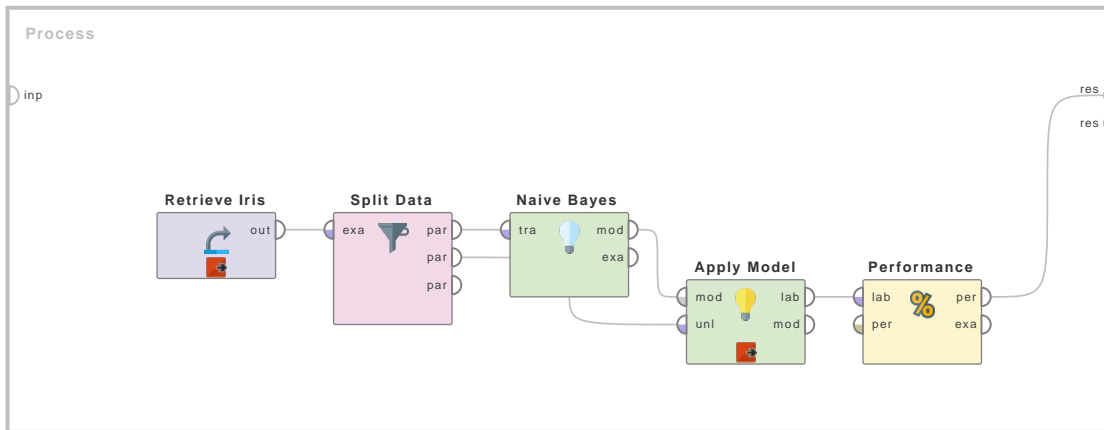 Process
inp
res
res
Retrieve Iris
out
Split Data
exa
par
par
par
Naive Bayes
tra
mod
exa
Apply Model
mod
lab
unl
mod
Performance
%
lab
per
per
exa